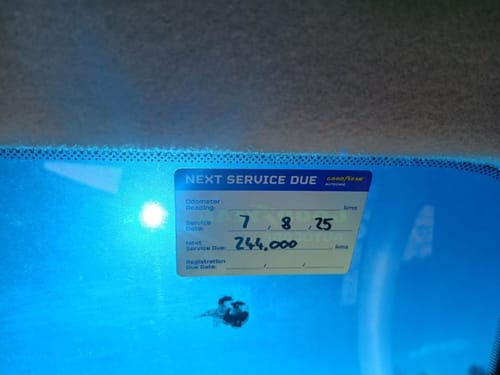 NEXT SERVICE DUE GOODYEAR AUTOCARE
Odometer
Reading: kms
Service
Date: 7, 8, 25
Next
Service Due: 244,000 kms
Registration
Due Date: , ,